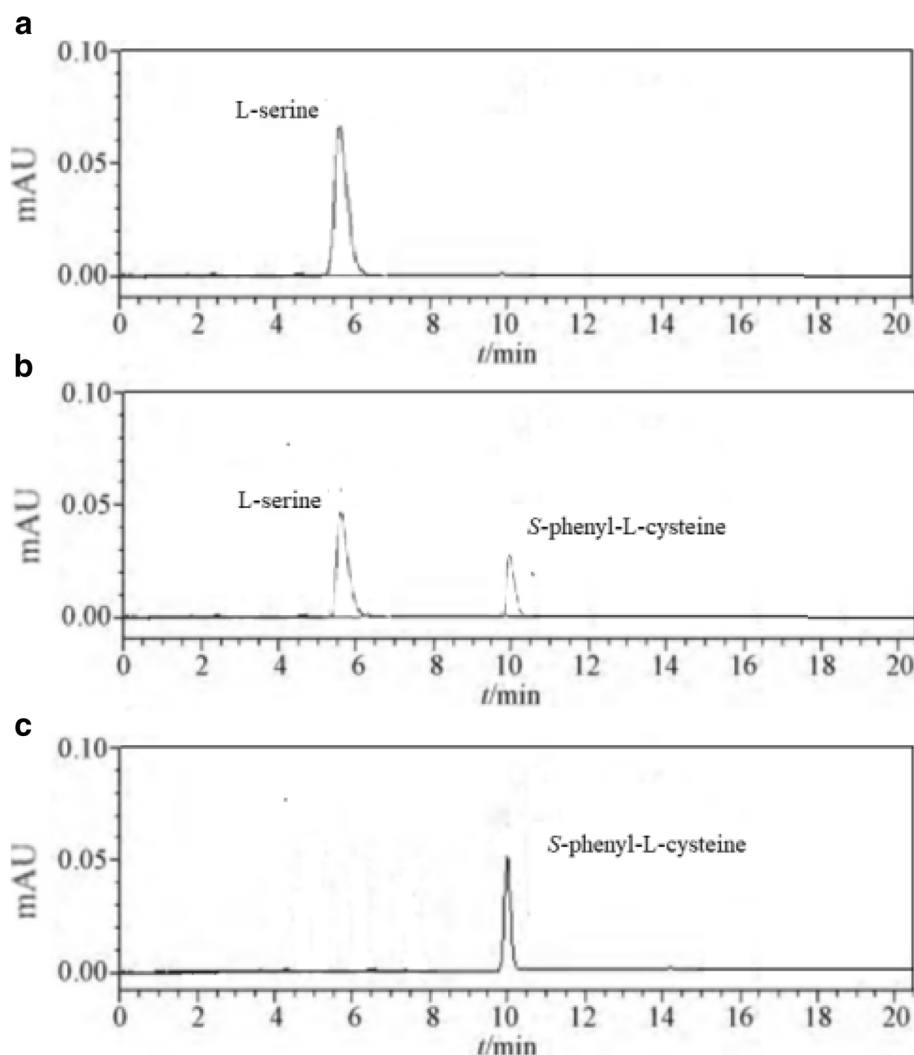 a
0.10
L-serine
mAU
0.05
0.00
0 2 4 6 8 10 12 14 16 18 20
t/min
b
0.10
L-serine
S-phenyl-L-cysteine
mAU
0.05
0.00
0 2 4 6 8 10 12 14 16 18 20
t/min
c
0.10
S-phenyl-L-cysteine
mAU
0.05
0.00
0 2 4 6 8 10 12 14 16 18 20
t/min